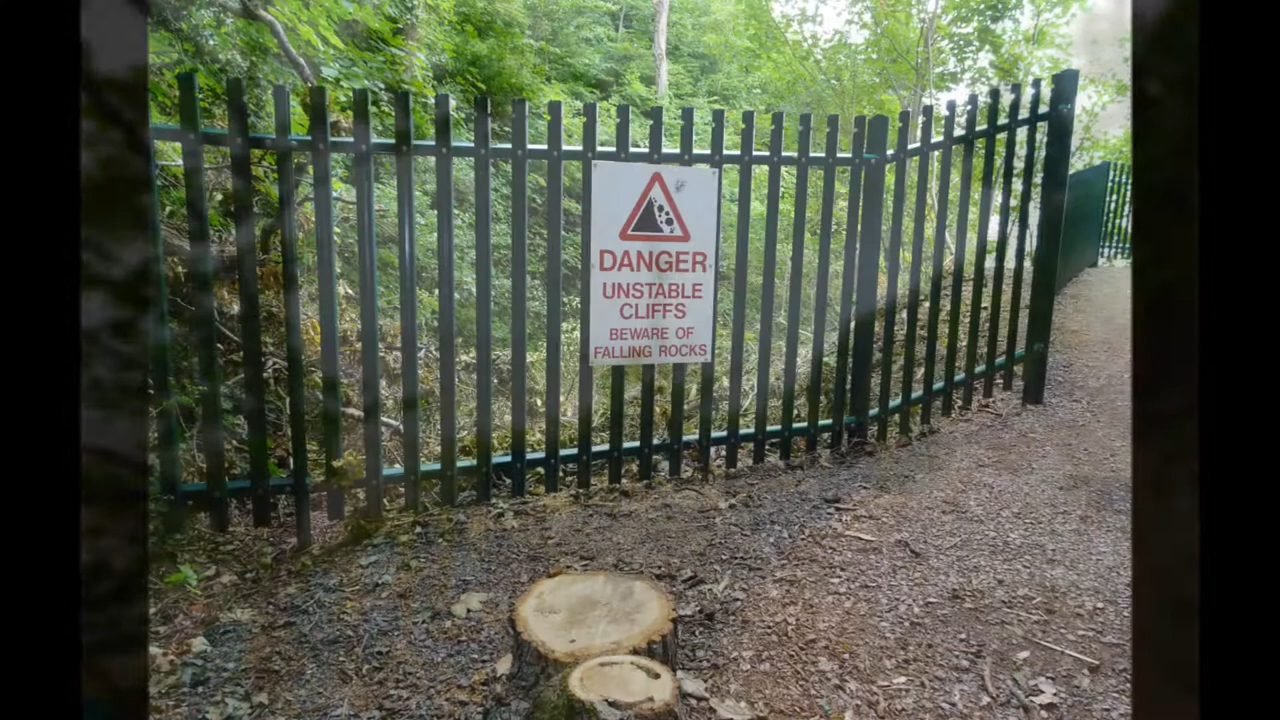 DANGER
UNSTABLE
CLIFFS
BEWARE OF
FALLING ROCKS